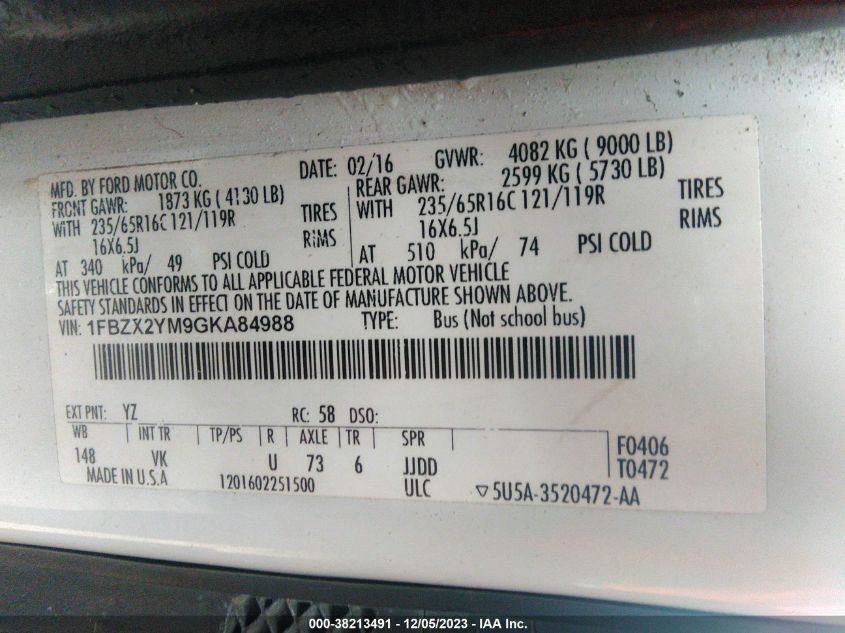 MFD. BY FORD MOTOR CO. DATE: 02/16 GVWR: 4082 KG ( 9000 LB)
FRONT GAWR: 1873 KG ( 4130 LB) REAR GAWR: 2599 KG ( 5730 LB)
WITH 235/65R16C 121/119R TIRES WITH 235/65R16C 121/119R TIRES
16X6.5J RIMS 16X6.5J RIMS
AT 340 kPa/ 49 PSI COLD AT 510 kPa/ 74 PSI COLD
THIS VEHICLE CONFORMS TO ALL APPLICABLE FEDERAL MOTOR VEHICLE
SAFETY STANDARDS IN EFFECT ON THE DATE OF MANUFACTURE SHOWN ABOVE.
VIN: 1FBZX2YM9GKA84988 TYPE: Bus (Not school bus)
EXT PNT: YZ RC: 58 DSO:
WB INT TR TP/PS R AXLE TR SPR F0406
148 VK U 73 6 JJDD T0472
MADE IN U.S.A 1201602251500 ULC ▽5U5A-3520472-AA
000-38213491 - 12/05/2023 - IAA Inc.